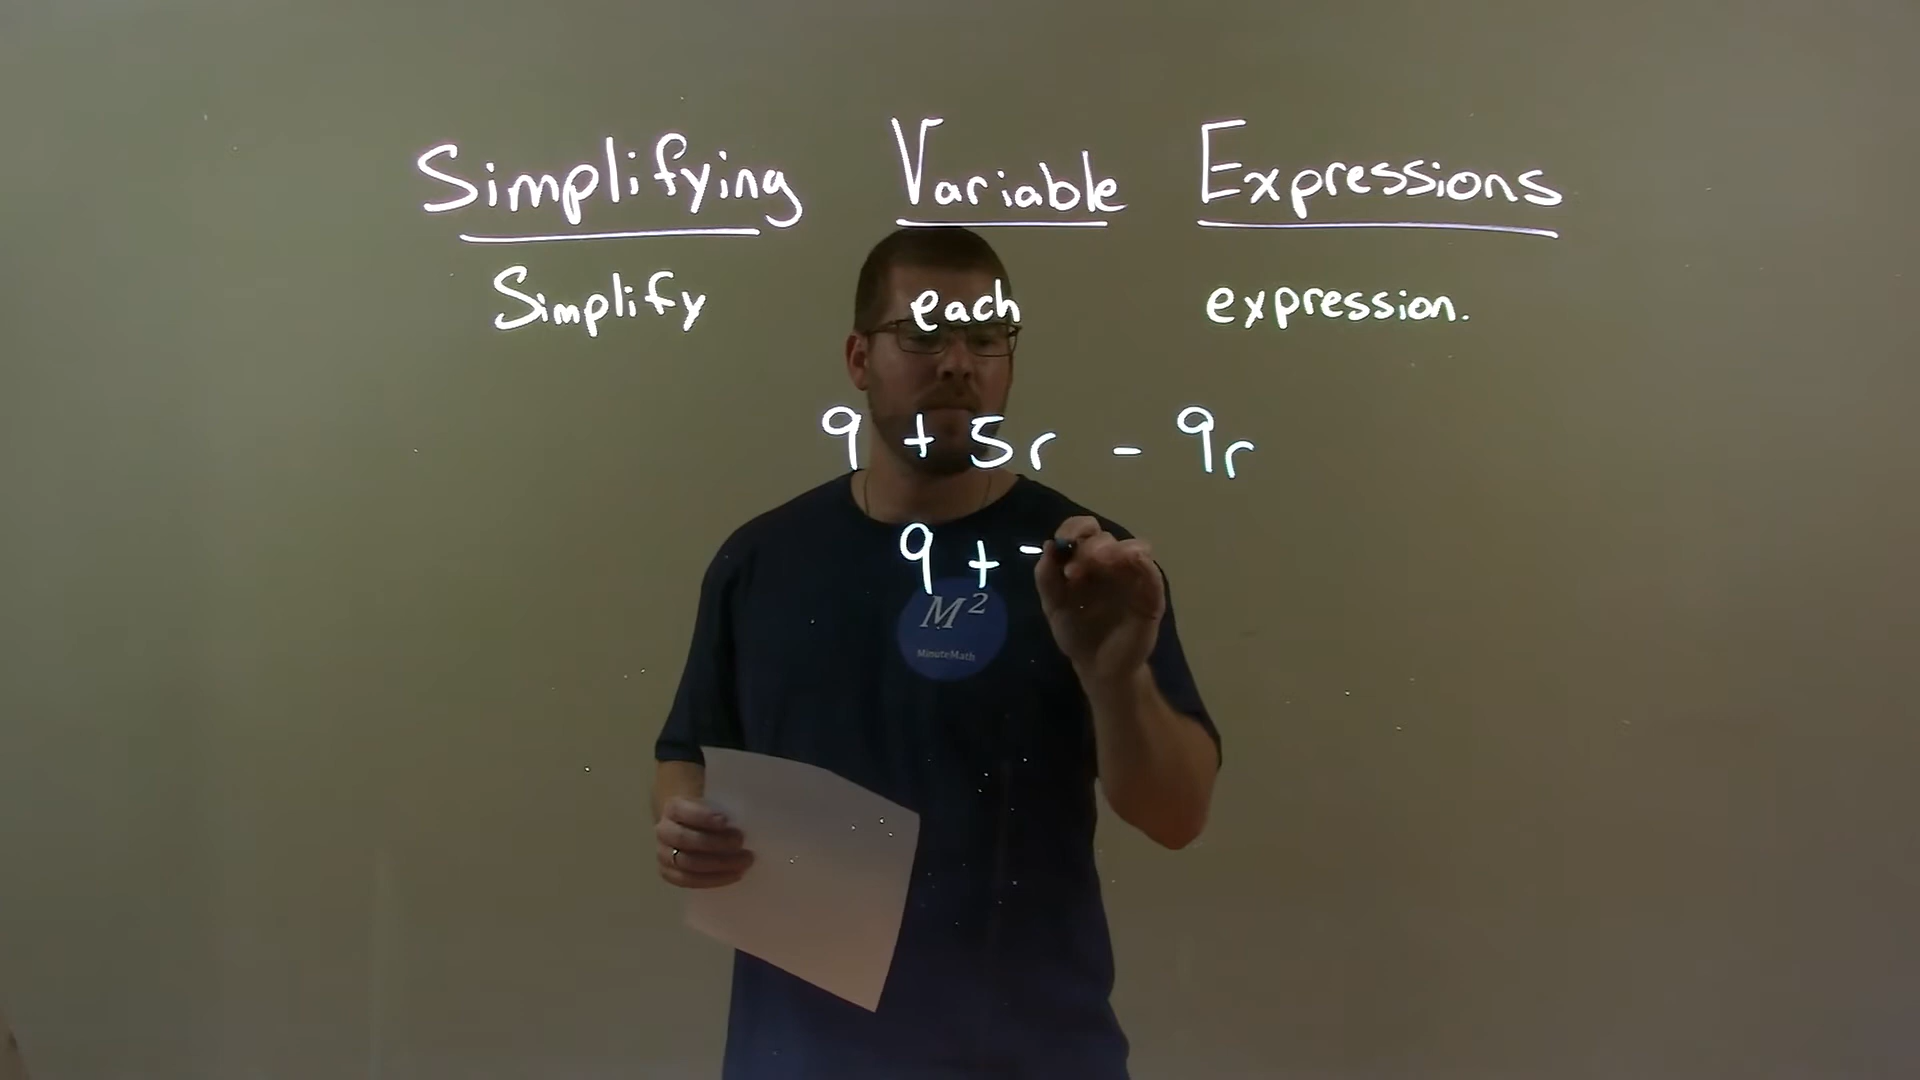 Simplifying Variable Expressions
Simplify each expression.
9 + 5r - 9r
9 + -
M²
MinuteMath